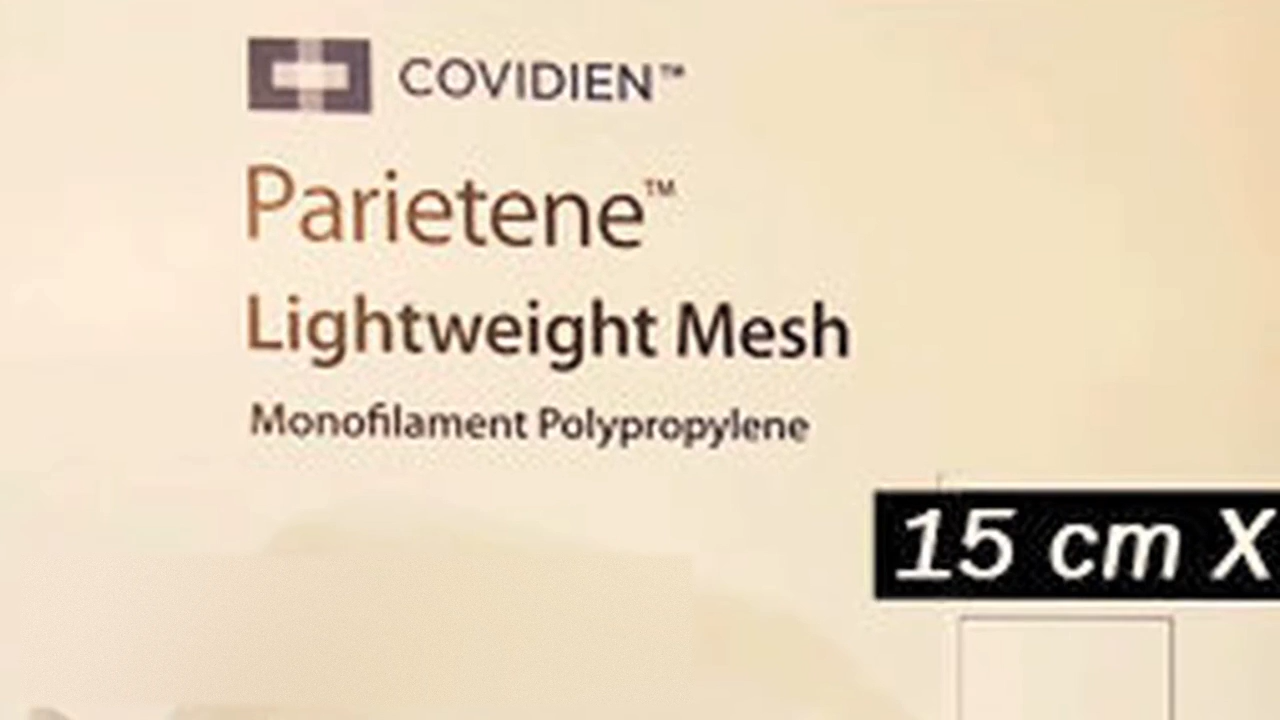 COVIDIEN™
Parietene™
Lightweight Mesh
Monofilament Polypropylene
15 cm X